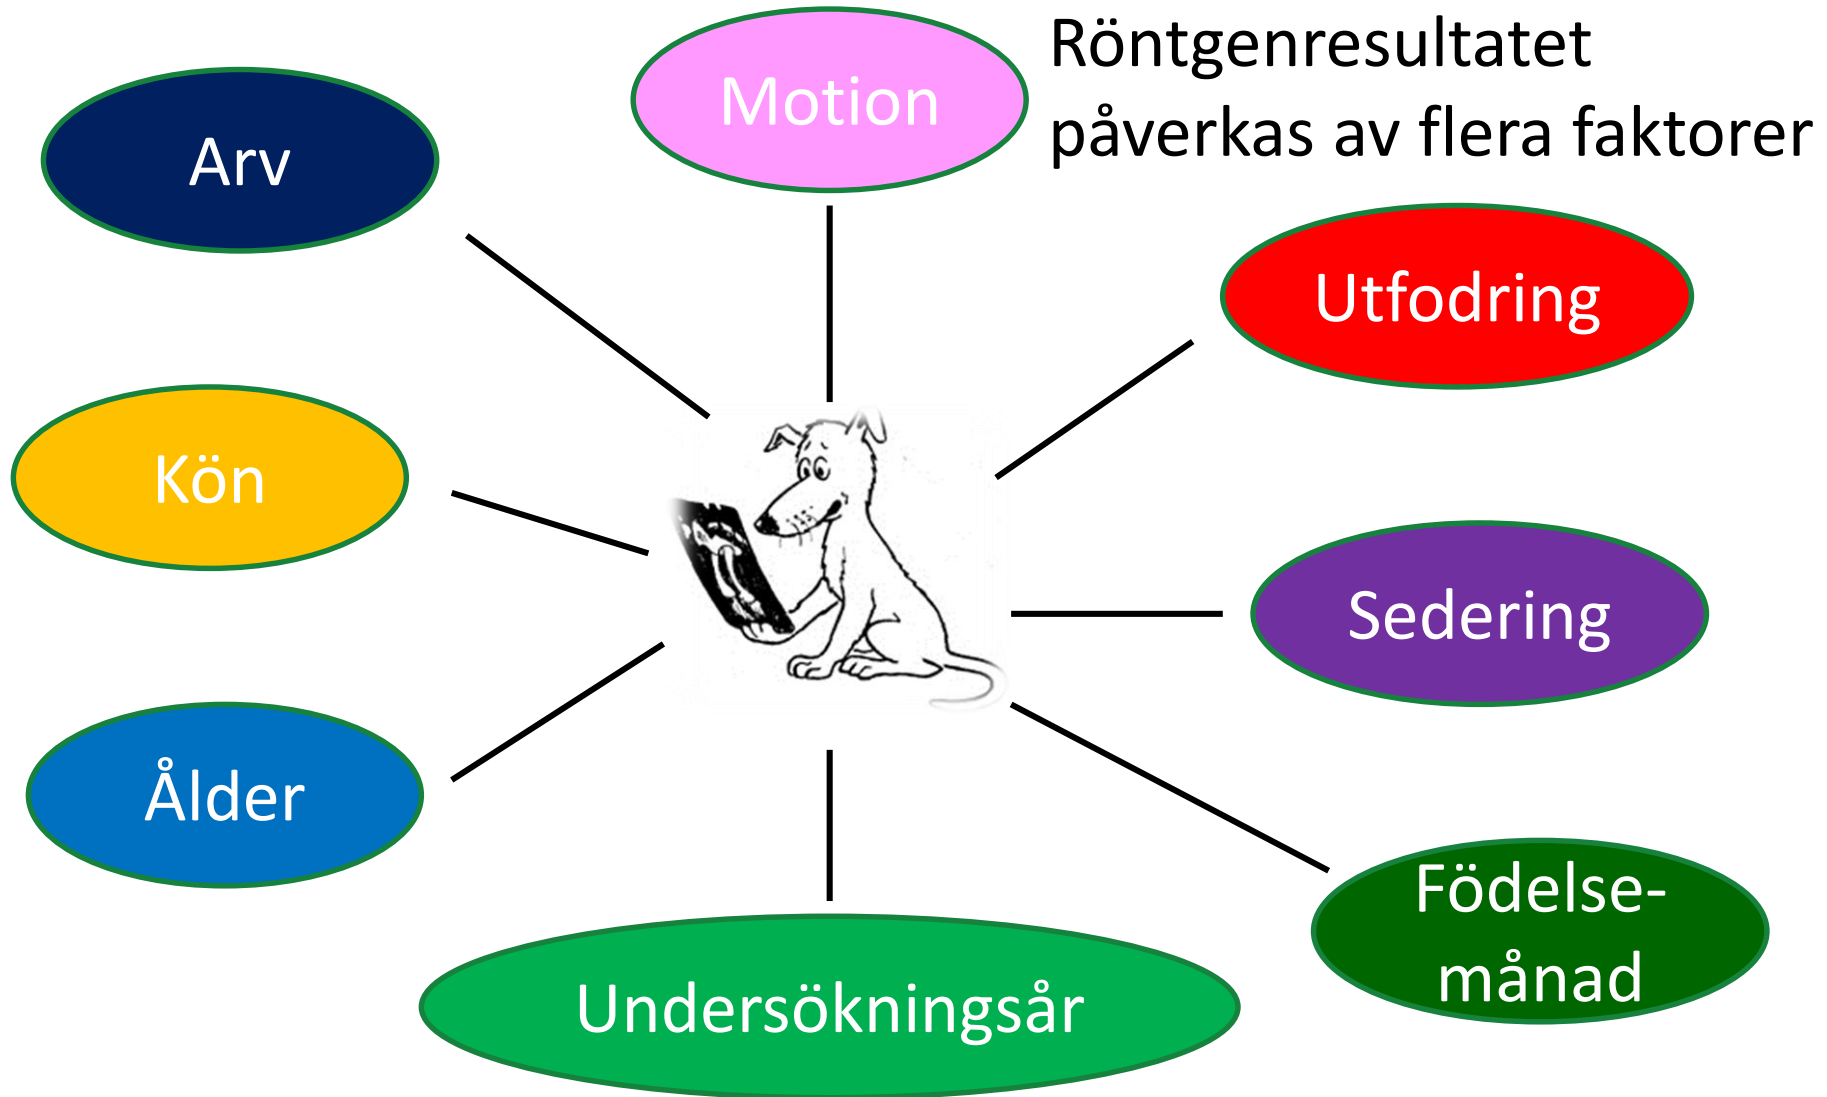 Röntgenresultatet
påverkas av flera faktorer
Motion
Arv
Utfodring
Kön
Sedering
Ålder
Födelse-
månad
Undersökningsår